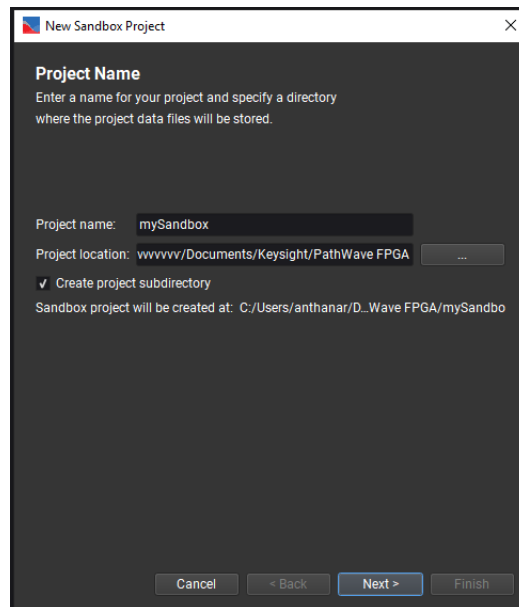 New Sandbox Project
Project Name
Enter a name for your project and specify a directory
where the project data files will be stored.
Project name: mySandbox
Project location: vvvvvvv/Documents/Keysight/PathWave FPGA ...
Create project subdirectory
Sandbox project will be created at: C:/Users/anthanar/D...Wave FPGA/mySandbo
Cancel < Back Next > Finish